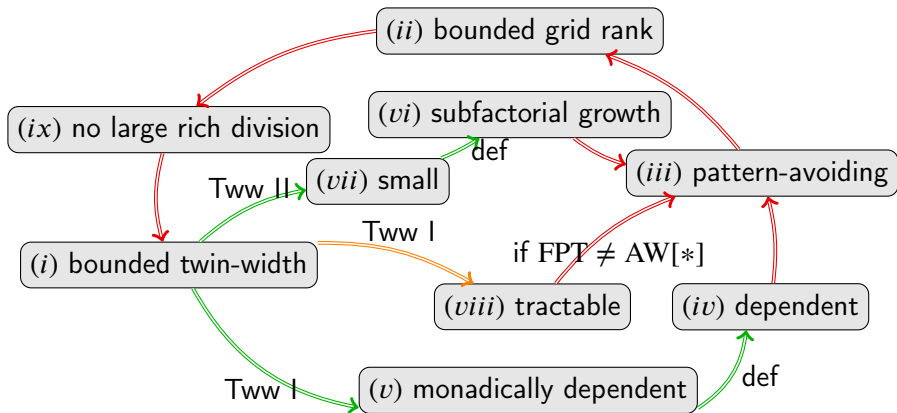 (ii) bounded grid rank
(vi) subfactorial growth
(ix) no large rich division
def
(vii) small
(iii) pattern-avoiding
Tww II
Tww I
if FPT ≠ AW[*]
(i) bounded twin-width
(viii) tractable
(iv) dependent
Tww I
(v) monadically dependent
def